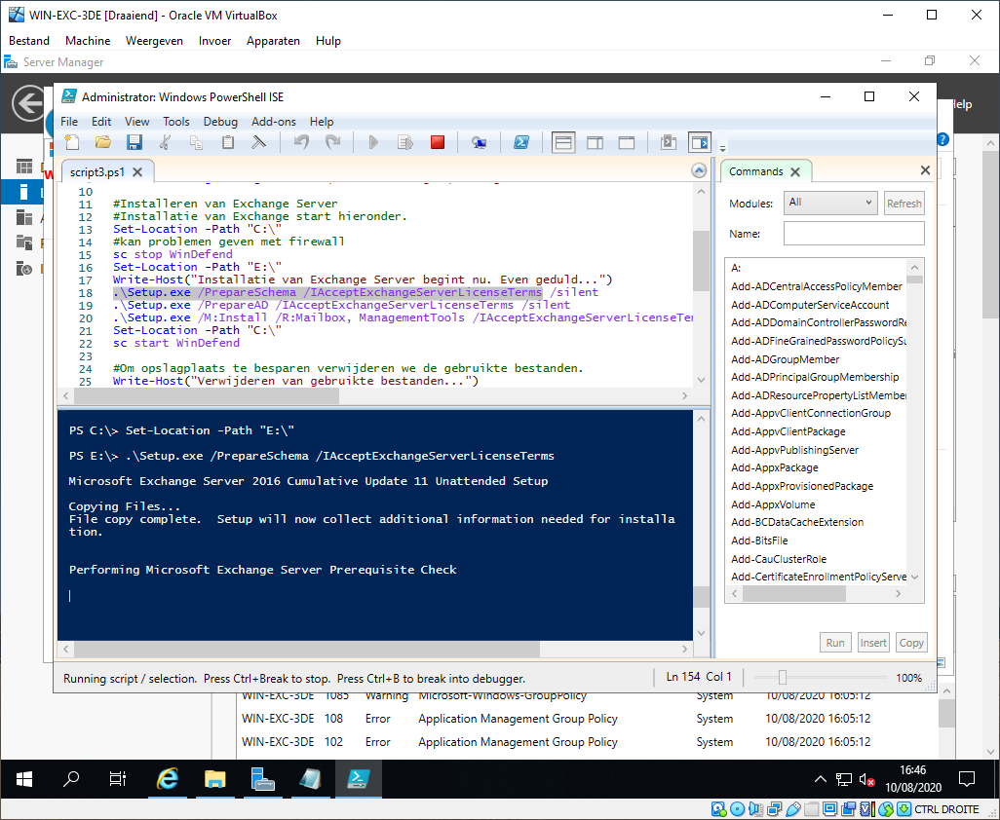 WIN-EXC-3DE [Draaiend] - Oracle VM VirtualBox
Bestand Machine Weergeven Invoer Apparaten Hulp
Server Manager
Help
Administrator: Windows PowerShell ISE
File Edit View Tools Debug Add-ons Help
script3.ps1
10
11 #Installeren van Exchange Server
12 #Installatie van Exchange start hieronder.
13 Set-Location -Path "C:\"
14 #kan problemen geven met firewall
15 sc stop WinDefend
16 Set-Location -Path "E:\"
17 Write-Host("Installatie van Exchange Server begint nu. Even geduld...")
18 .\Setup.exe /PrepareSchema /IAcceptExchangeServerLicenseTerms /silent
19 .\Setup.exe /PrepareAD /IAcceptExchangeServerLicenseTerms /silent
20 .\Setup.exe /M:Install /R:Mailbox, ManagementTools /IAcceptExchangeServerLicenseTer
21 Set-Location -Path "C:\"
22 sc start WinDefend
23
24 #Om opslagplaats te besparen verwijderen we de gebruikte bestanden.
25 Write-Host("Verwijderen van gebruikte bestanden...")
PS C:\> Set-Location -Path "E:\"
PS E:\> .\Setup.exe /PrepareSchema /IAcceptExchangeServerLicenseTerms
Microsoft Exchange Server 2016 Cumulative Update 11 Unattended Setup
Copying Files...
File copy complete.  Setup will now collect additional information needed for installa
tion.
Performing Microsoft Exchange Server Prerequisite Check
Commands
Modules: All Refresh
Name:
A:
Add-ADCentralAccessPolicyMember
Add-ADComputerServiceAccount
Add-ADDomainControllerPasswordRe
Add-ADFineGrainedPasswordPolicySu
Add-ADGroupMember
Add-ADPrincipalGroupMembership
Add-ADResourcePropertyListMember
Add-AppvClientConnectionGroup
Add-AppvClientPackage
Add-AppvPublishingServer
Add-AppxPackage
Add-AppxProvisionedPackage
Add-AppxVolume
Add-BCDataCacheExtension
Add-BitsFile
Add-CauClusterRole
Add-CertificateEnrollmentPolicyServe
Run Insert Copy
Running script / selection.  Press Ctrl+Break to stop.  Press Ctrl+B to break into debugger.
Ln 154 Col 1 100%
WIN-EXC-3DE 1085 Warning Microsoft-Windows-GroupPolicy System 10/08/2020 16:05:12
WIN-EXC-3DE 108 Error Application Management Group Policy System 10/08/2020 16:05:12
WIN-EXC-3DE 102 Error Application Management Group Policy System 10/08/2020 16:05:12
16:46
10/08/2020
CTRL DROITE